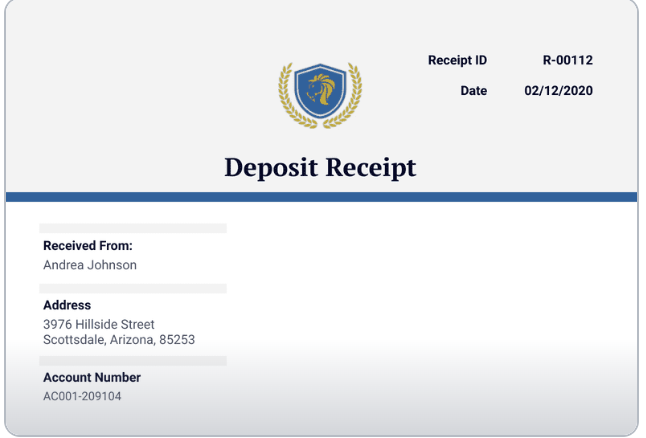 Receipt ID R-00112
Date 02/12/2020
Deposit Receipt
Received From:
Andrea Johnson
Address
3976 Hillside Street
Scottsdale, Arizona, 85253
Account Number
AC001-209104